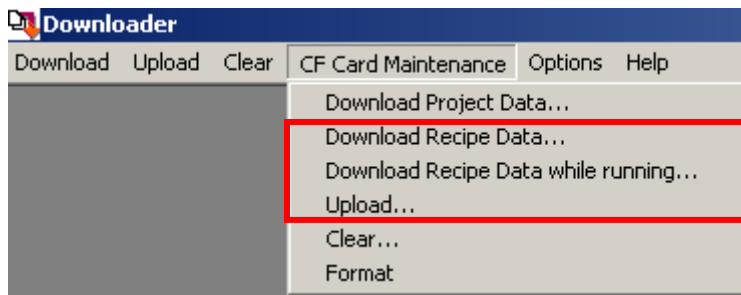 Downloader
Download Upload Clear CF Card Maintenance Options Help
Download Project Data...
Download Recipe Data...
Download Recipe Data while running...
Upload...
Clear...
Format